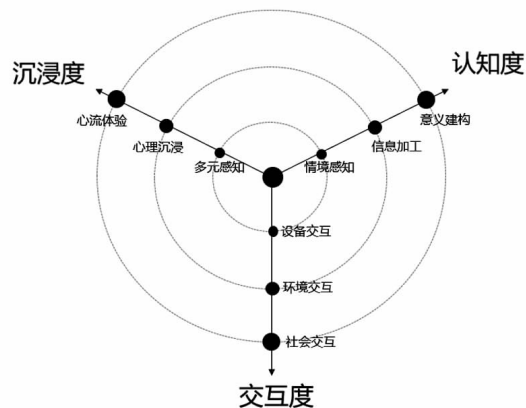 沉浸度
认知度
心流体验
意义建构
心理沉浸
信息加工
多元感知
情境感知
设备交互
环境交互
社会交互
交互度